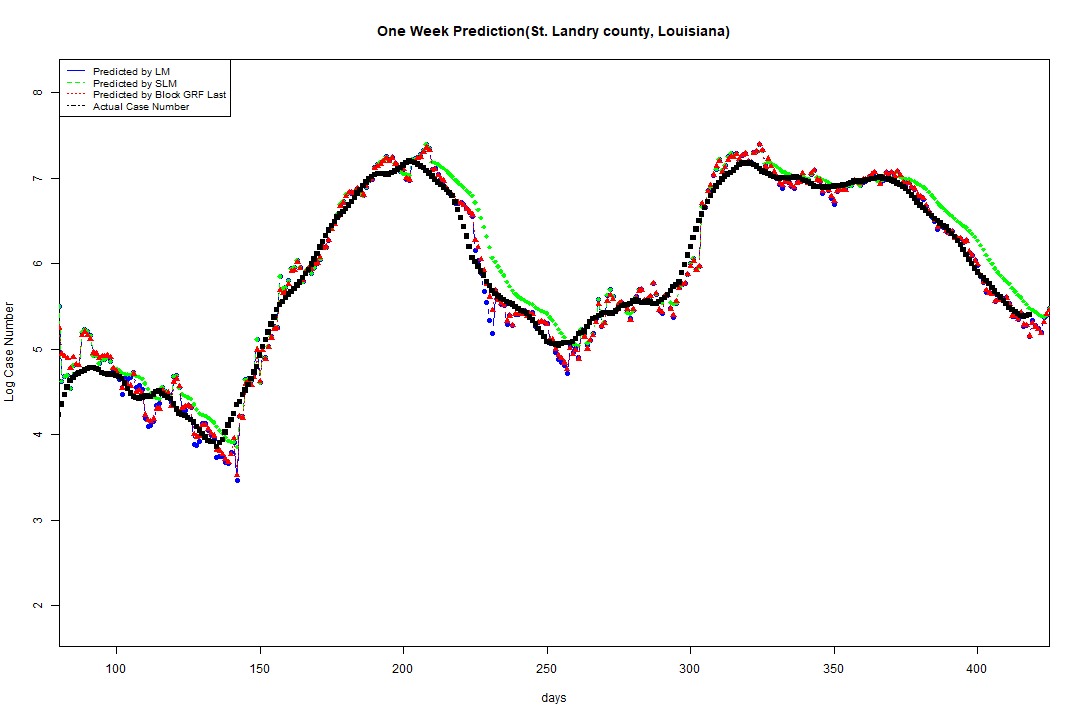 One Week Prediction(St. Landry county, Louisiana)
Predicted by LM
Predicted by SLM
Predicted by Block GRF Last
Actual Case Number
8
7
6
5
4
3
2
Log Case Number
100 150 200 250 300 350 400
days